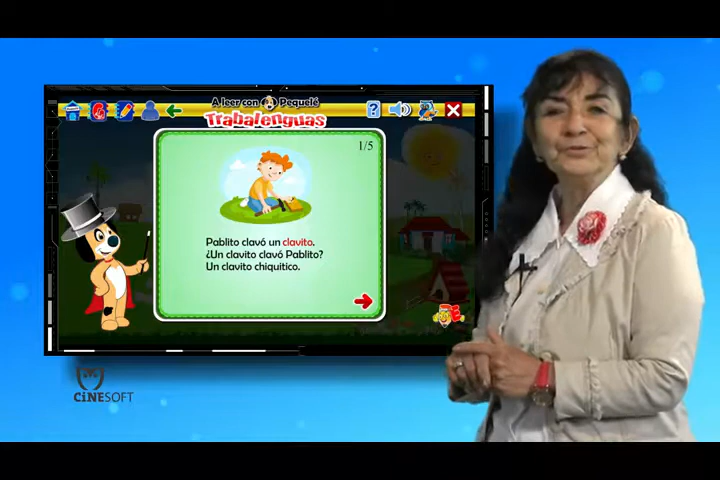 A leer con Pequelé
Trabalenguas
1/5
Pablito clavó un clavito.
¿Un clavito clavó Pablito?
Un clavito chiquitico.
CiNESOFT